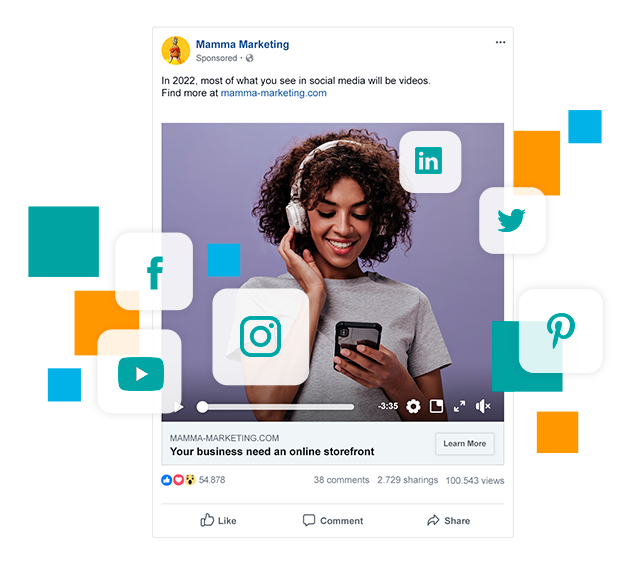 Mamma Marketing
Sponsored ·
In 2022, most of what you see in social media will be videos.
Find more at mamma-marketing.com
in
-3:35
MAMMA-MARKETING.COM
Your business need an online storefront
Learn More
54.878 38 comments 2.729 sharings 100.543 views
Like Comment Share